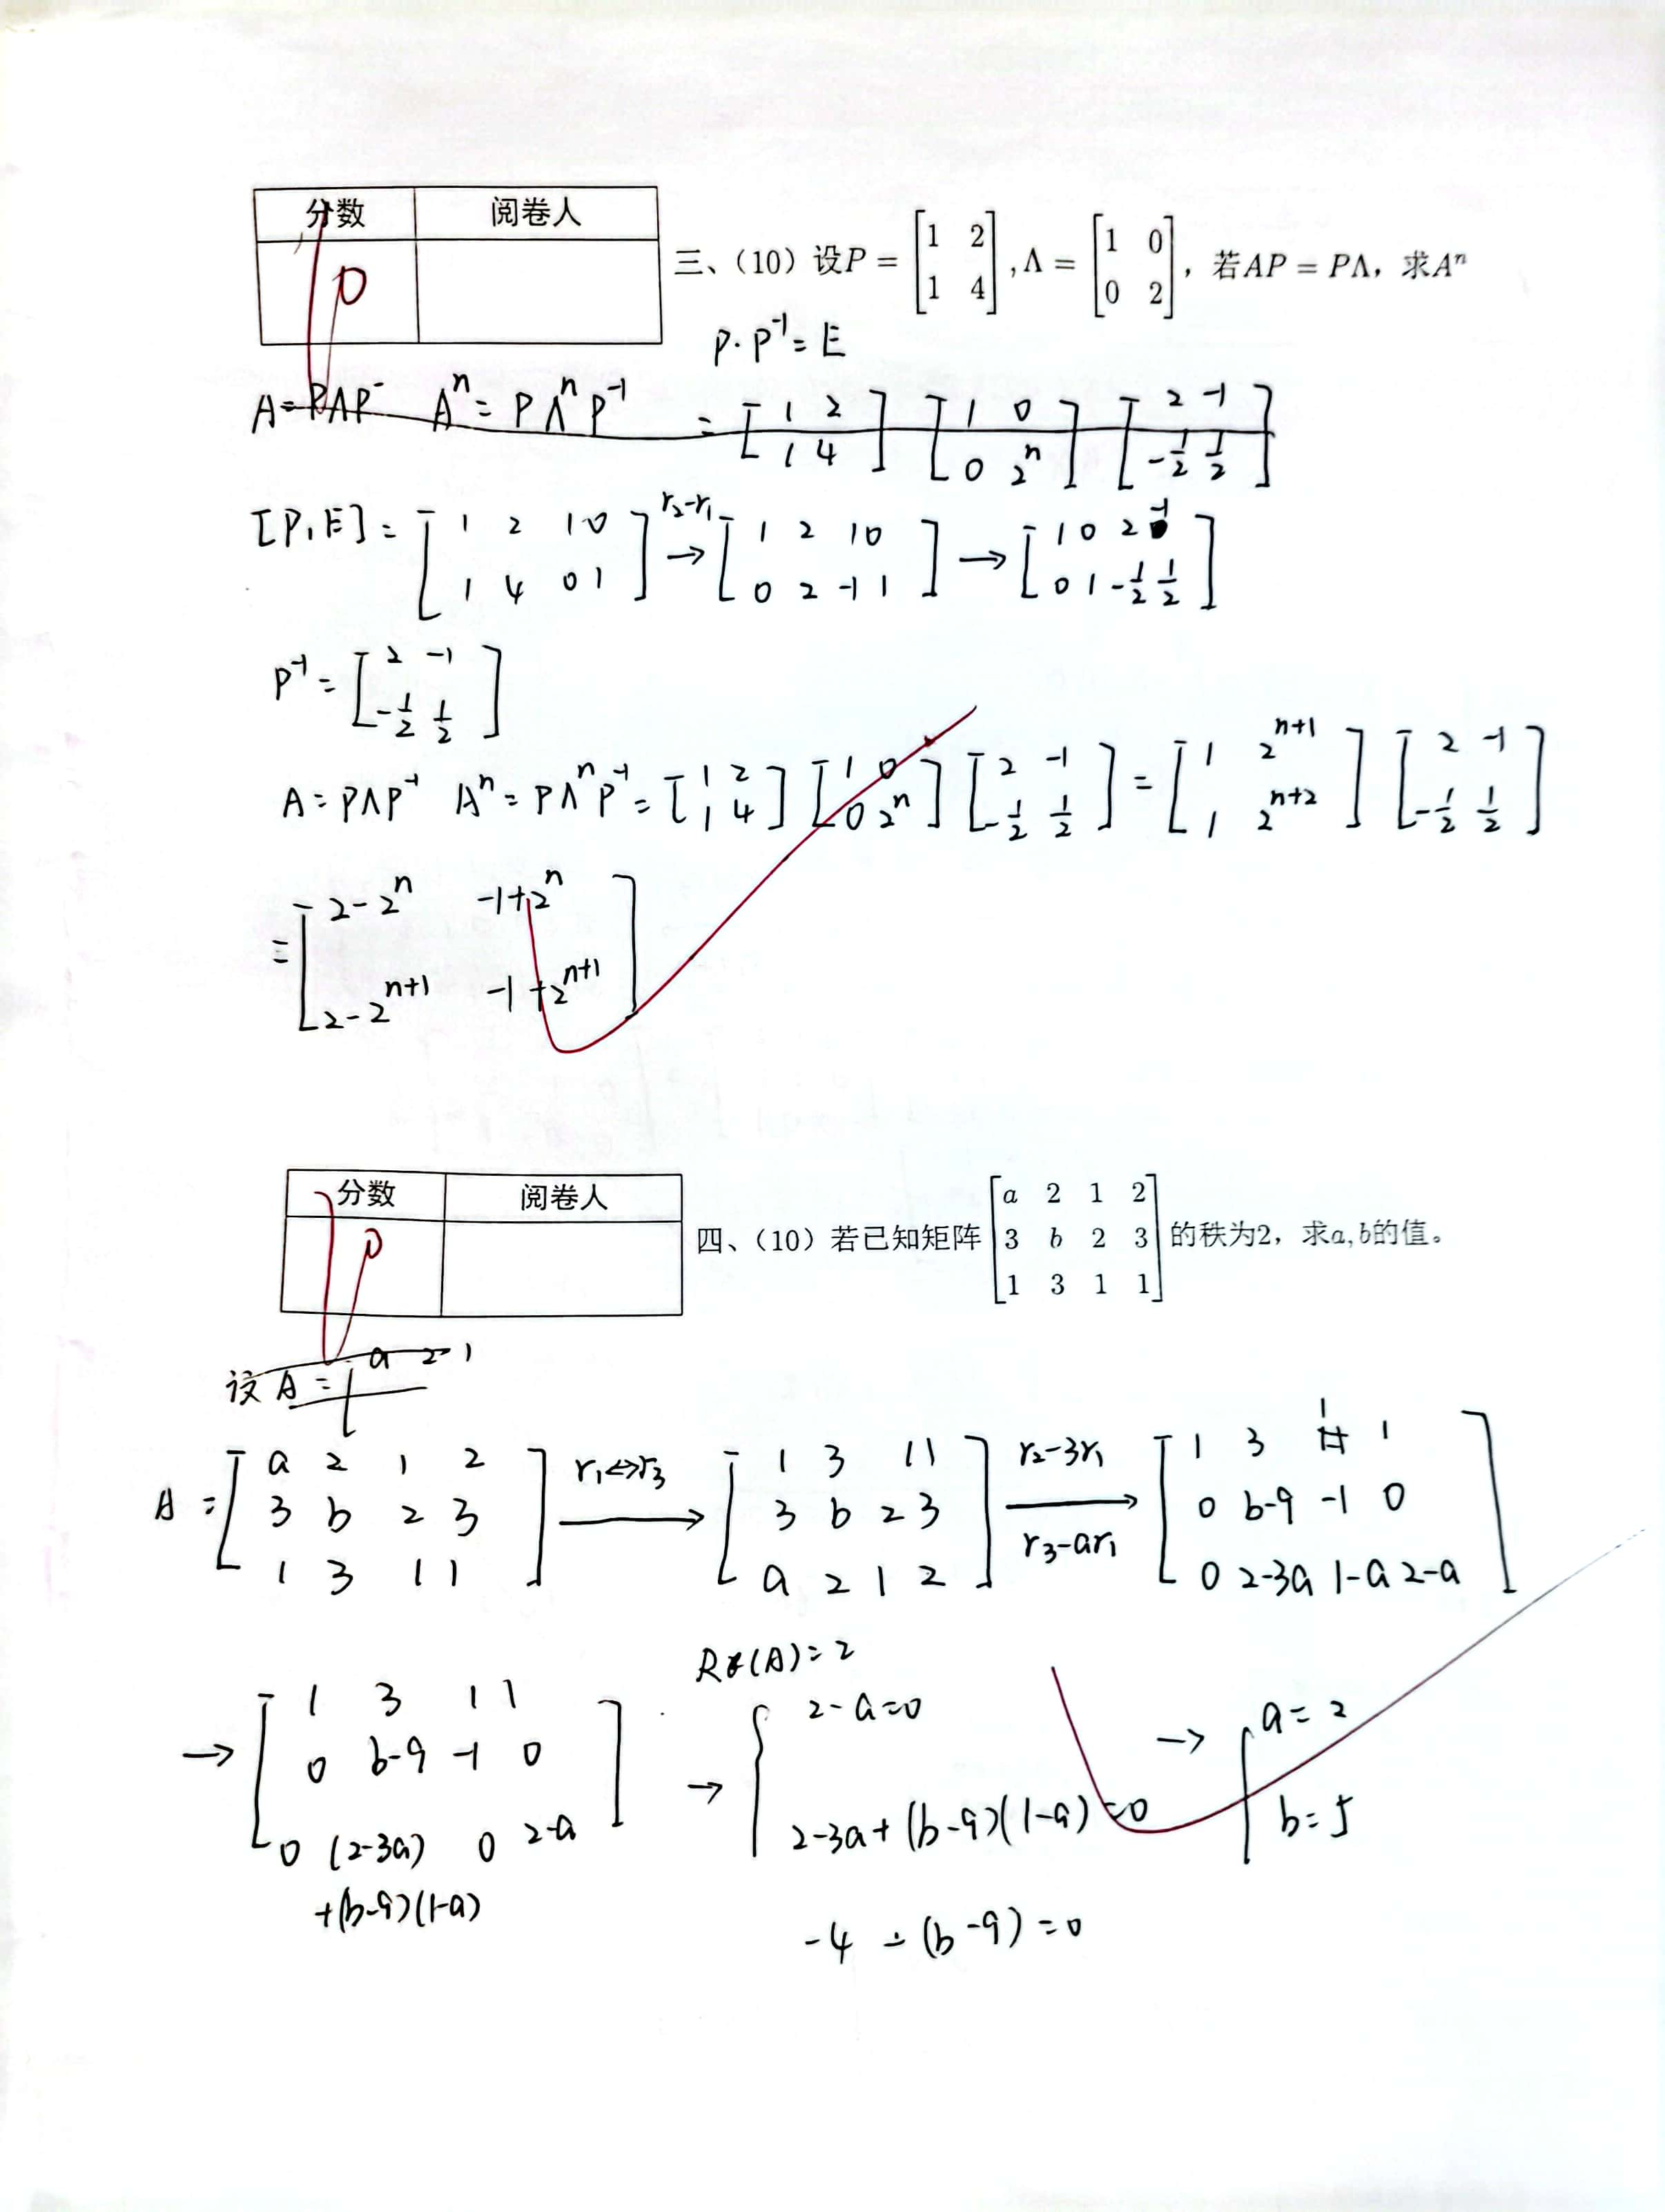 分数 阅卷人
10
三、（10）设P = [1 2; 1 4], Λ = [1 0; 0 2]，若AP = PΛ，求Aⁿ
P·P⁻¹ = E
A = PΛP⁻ Aⁿ = PΛⁿP⁻¹ = [1 2; 1 4] [1 0; 0 2ⁿ] [2 -1; -1/2 1/2]
[P, E] = [1 2 1 0; 1 4 0 1] r₂-r₁ → [1 2 1 0; 0 2 -1 1] → [1 0 2 -1; 0 1 -1/2 1/2]
P⁻¹ = [2 -1; -1/2 1/2]
A = PΛP⁻¹ Aⁿ = PΛⁿP⁻¹ = [1 2; 1 4] [1 0; 0 2ⁿ] [2 -1; -1/2 1/2] = [1 2ⁿ⁺¹; 1 2ⁿ⁺²] [2 -1; -1/2 1/2]
= [2-2ⁿ -1+2ⁿ; 2-2ⁿ⁺¹ -1+2ⁿ⁺¹]
分数 阅卷人
10
四、（10）若已知矩阵 [a 2 1 2; 3 b 2 3; 1 3 1 1] 的秩为2，求a,b的值。
设 A = [a 2 1
A = [a 2 1 2; 3 b 2 3; 1 3 1 1] r₁↔r₃ → [1 3 1 1; 3 b 2 3; a 2 1 2] r₂-3r₁ r₃-ar₁ → [1 3 1 1; 0 b-9 -1 0; 0 2-3a 1-a 2-a]
R(A) = 2
→ [1 3 1 1; 0 b-9 -1 0; 0 (2-3a)+(b-9)(1-a) 0 2-a] → { 2-a=0; 2-3a+(b-9)(1-a)=0 → { a=2; b=5
-4 -(b-9)=0